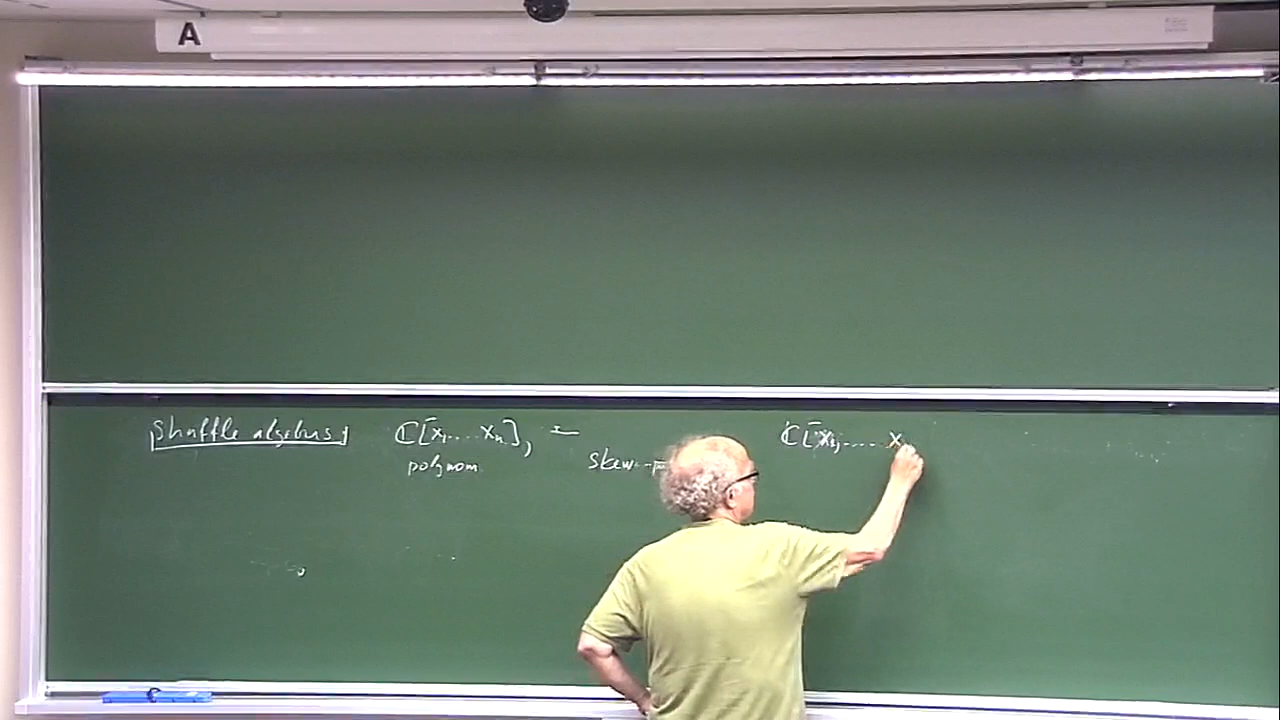 A
Shuffle algebras ℂ[x₁....xₙ], — ℂ[x₁,....x
polynom skew-p